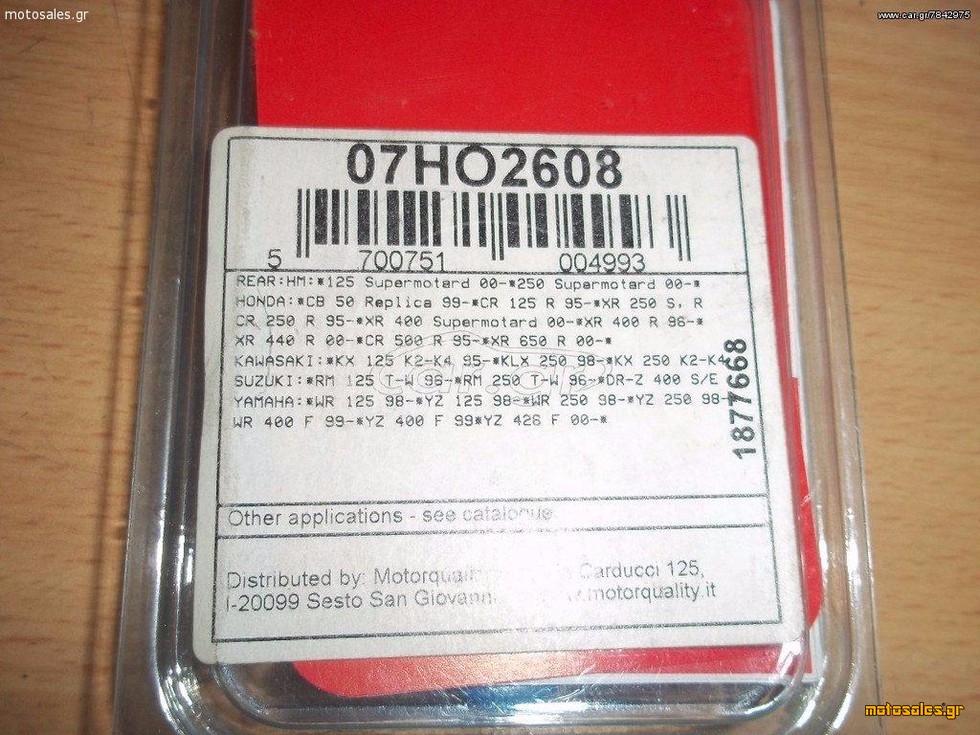 motosales.gr
www.car.gr/7842975
07HO2608
5 700751 004993
REAR:HM:*125 Supermotard 00-*250 Supermotard 00-*
HONDA:*CB 50 Replica 99-*CR 125 R 95-*XR 250 S, R
CR 250 R 95-*XR 400 Supermotard 00-*XR 400 R 96-*
XR 440 R 00-*CR 500 R 95-*XR 650 R 00-*
KAWASAKI:*KX 125 K2-K4 95-*KLX 250 98-*KX 250 K2-K4
SUZUKI:*RM 125 T-W 96-*RM 250 T-W 96-*DR-Z 400 S/E
YAMAHA:*WR 125 98-*YZ 125 98-*WR 250 98-*YZ 250 98-
WR 400 F 99-*YZ 400 F 99*YZ 426 F 00-*
1877668
Other applications - see catalogue
Distributed by: Carducci 125,
I-20099 Sesto San .motorquality.it
motosales.gr